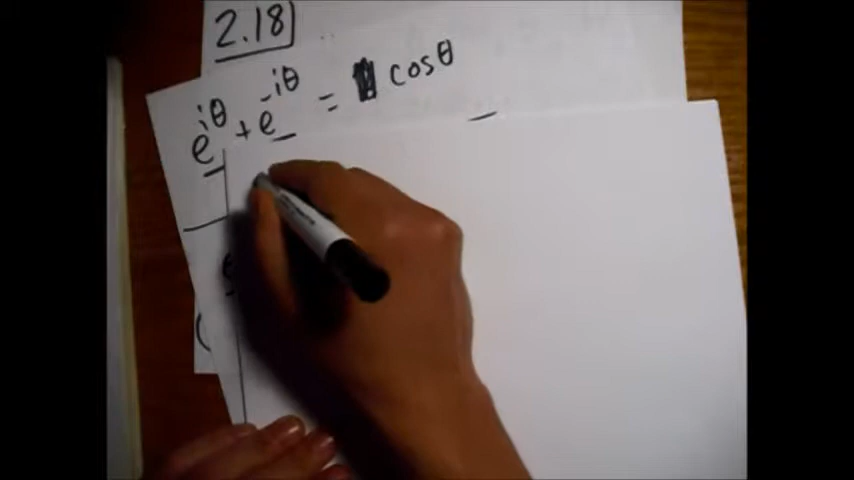 2.18
e^{iθ} + e^{-iθ} = cosθ